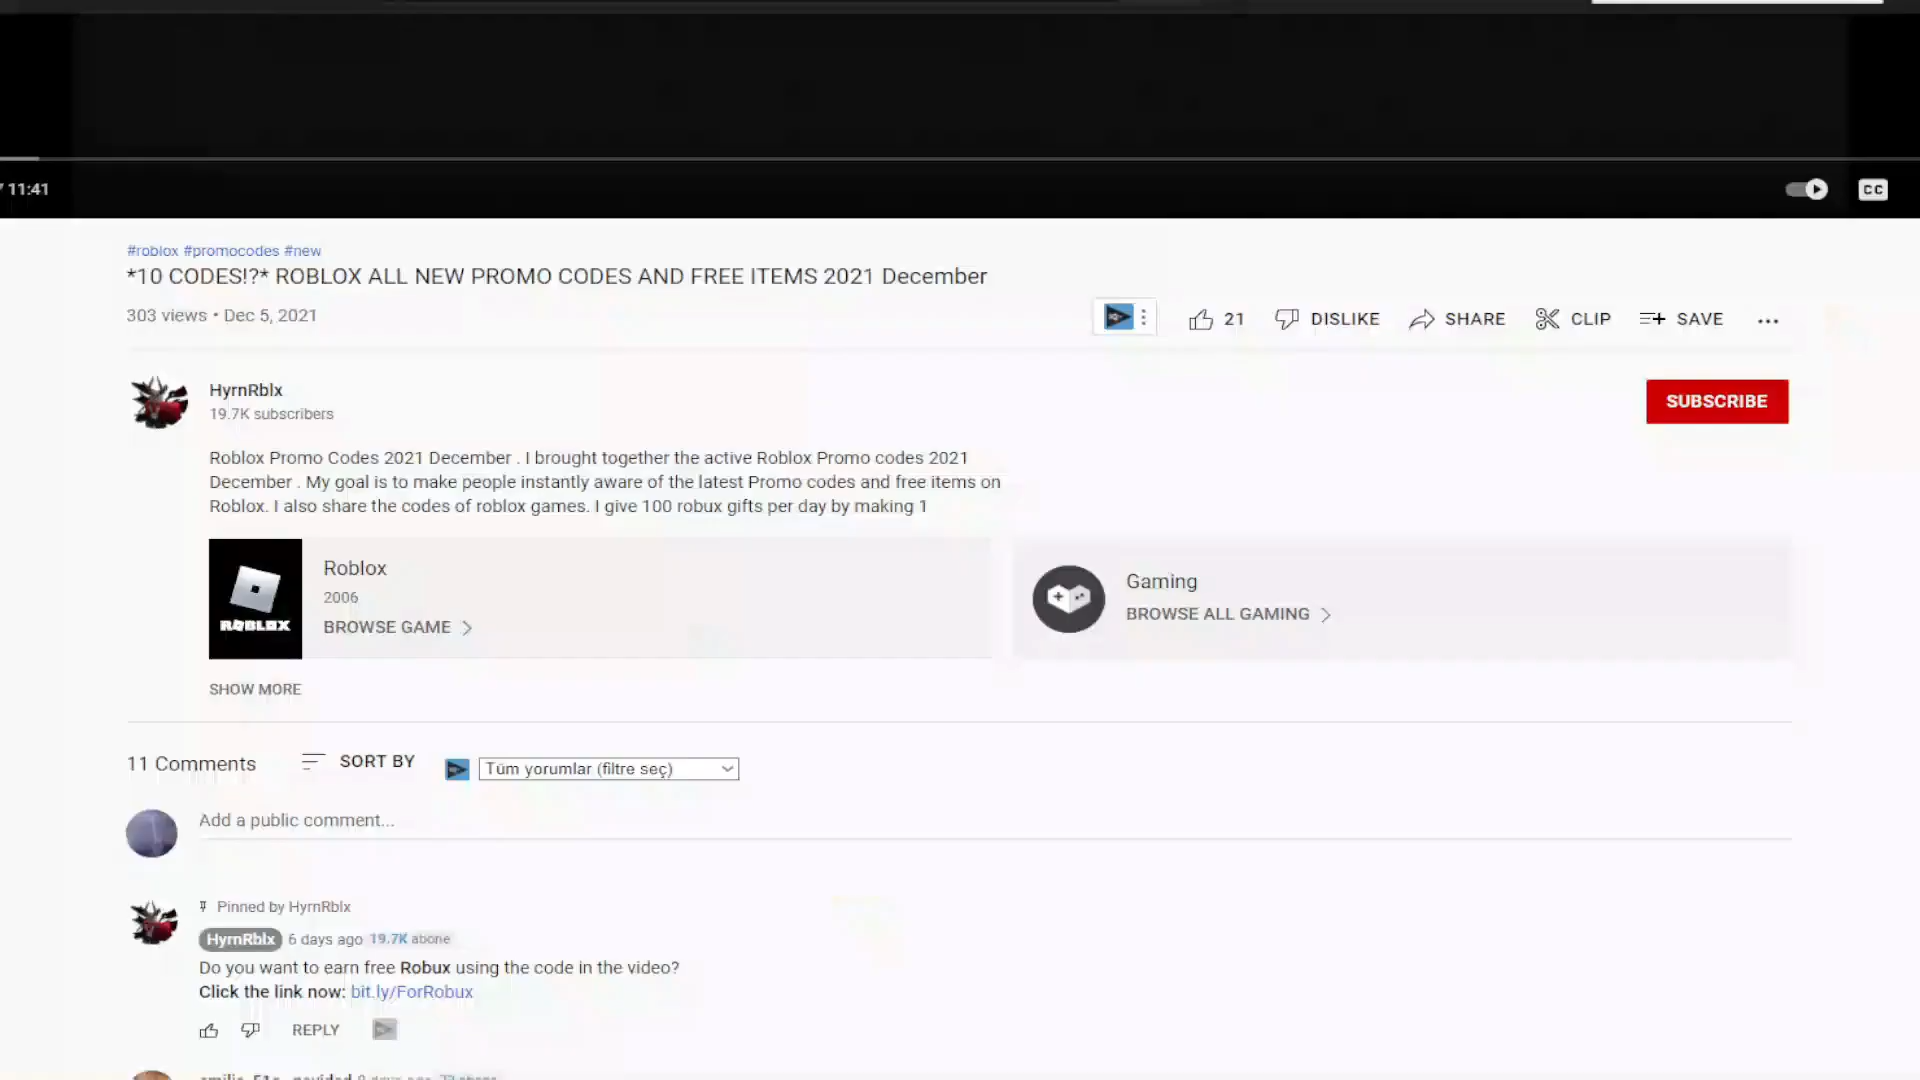 11:41
CC
#roblox #promocodes #new
*10 CODES!?* ROBLOX ALL NEW PROMO CODES AND FREE ITEMS 2021 December
303 views • Dec 5, 2021
21
DISLIKE
SHARE
CLIP
SAVE
HyrnRblx
19.7K subscribers
SUBSCRIBE
Roblox Promo Codes 2021 December . I brought together the active Roblox Promo codes 2021
December . My goal is to make people instantly aware of the latest Promo codes and free items on
Roblox. I also share the codes of roblox games. I give 100 robux gifts per day by making 1
ROBLOX
Roblox
2006
BROWSE GAME
Gaming
BROWSE ALL GAMING
SHOW MORE
11 Comments
SORT BY
Tüm yorumlar (filtre seç)
Add a public comment...
Pinned by HyrnRblx
HyrnRblx 6 days ago 19.7K abone
Do you want to earn free Robux using the code in the video?
Click the link now: bit.ly/ForRobux
REPLY